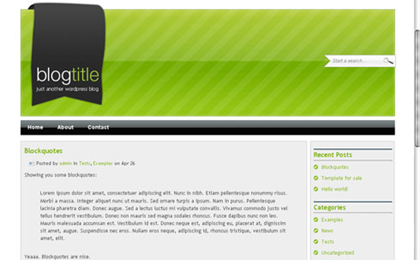 blogtitle
just another wordpress blog
Start a search...
Home About Contact
Blockquotes
Posted by admin in Tests, Examples on Apr 26
Showing you some blockquotes:
Lorem ipsum dolor sit amet, consectetuer adipiscing elit. Nunc in nibh. Etiam pellentesque nonummy risus.
Morbi a massa. Integer aliquet nunc ut mauris. Sed ornare turpis a ipsum. Nam in purus. Pellentesque
lacinia pharetra diam. Donec augue. Sed a lectus luctus mi vulputate convallis. Vivamus commodo justo vel
tellus hendrerit vestibulum. Donec non mauris sed magna sodales rhoncus. Fusce dapibus nunc non leo.
Mauris malesuada accumsan est. Vestibulum id nisl. Donec nec tortor sed neque adipiscing eu, placerat at, dignissim
sit amet, augue. Suspendisse nec eros. Nullam eros neque, adipiscing id, rhoncus tristique, vestibulum sit
amet, elit.
Yeaaa. Blockquotes are nice.
Recent Posts
Blockquotes
Template for sale
Hello world!
Categories
Examples
News
Tests
Uncategorized